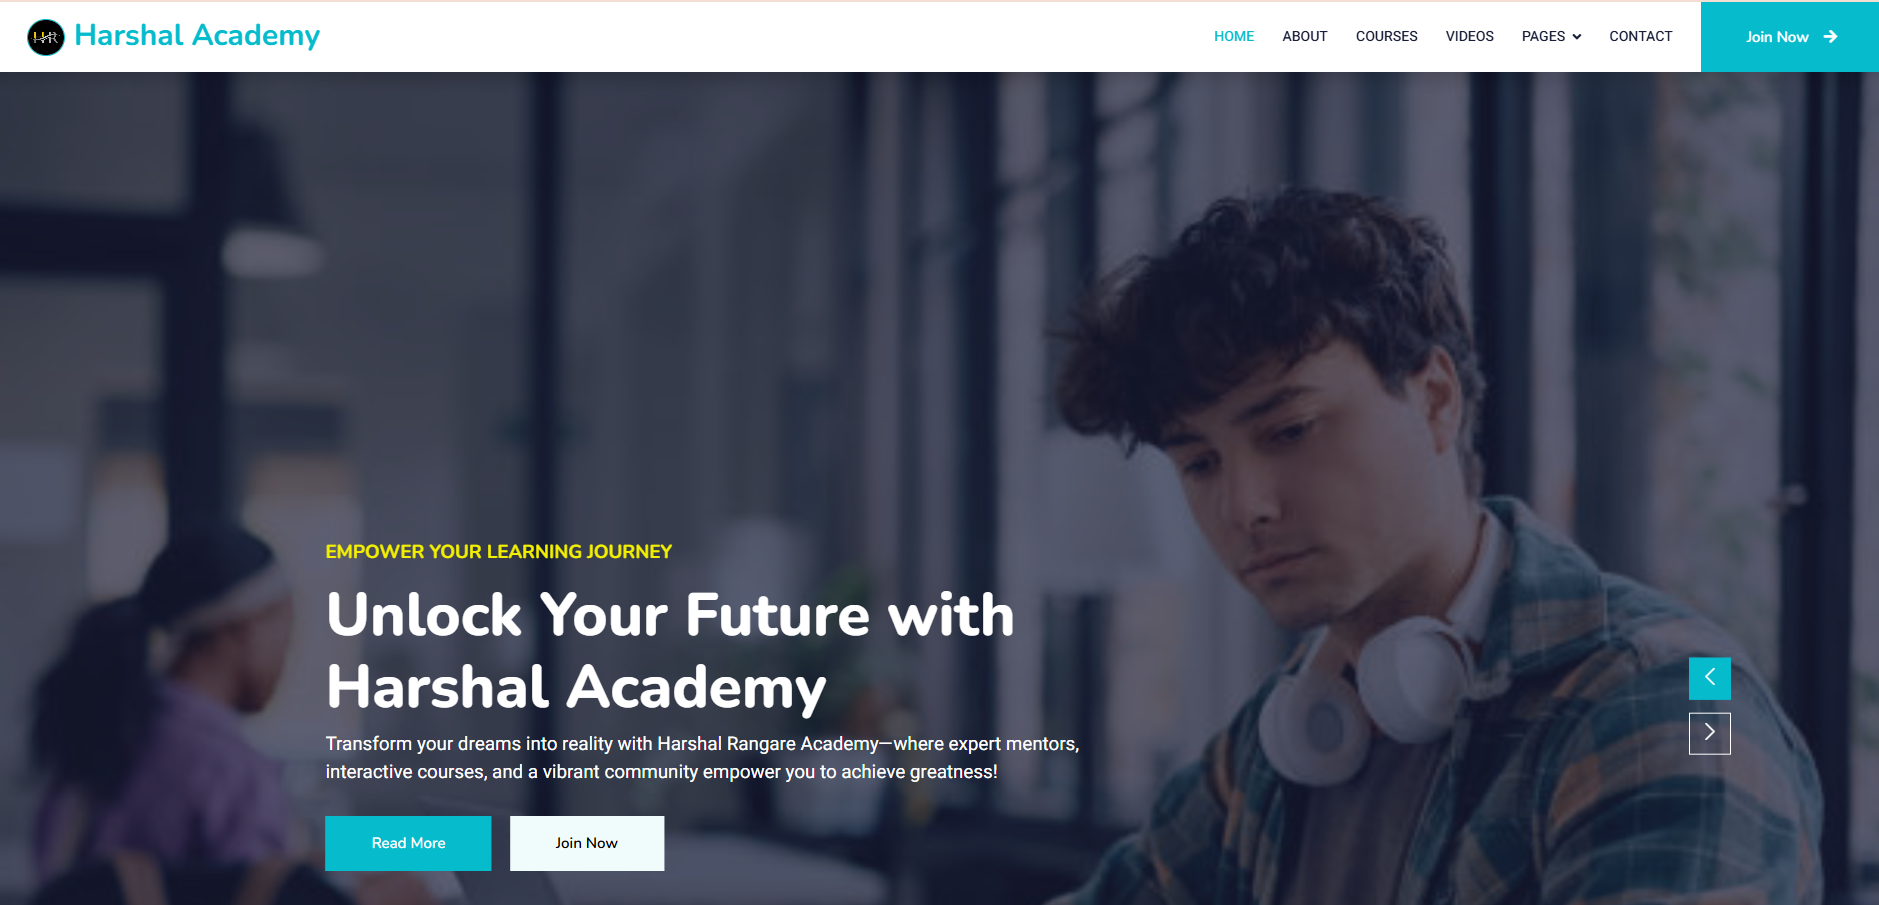 HR Harshal Academy
HOME ABOUT COURSES VIDEOS PAGES CONTACT Join Now
EMPOWER YOUR LEARNING JOURNEY
Unlock Your Future with
Harshal Academy
Transform your dreams into reality with Harshal Rangare Academy—where expert mentors,
interactive courses, and a vibrant community empower you to achieve greatness!
Read More Join Now